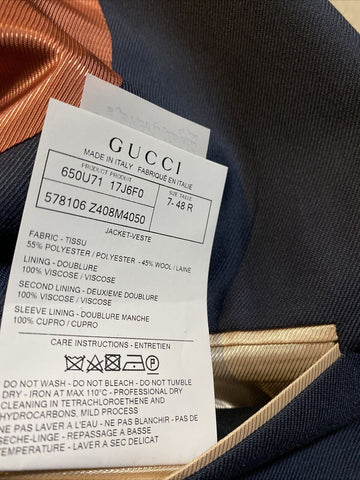 GUCCI
MADE IN ITALY FABRIQUÉ EN ITALIE
PRODUCT PRODUIT
650U71 17J6F0
SIZE TAILLE
7- 48 R
578106 Z408M4050
JACKET-VESTE
FABRIC - TISSU
55% POLYESTER / POLYESTER - 45% WOOL / LAINE
LINING - DOUBLURE
100% VISCOSE / VISCOSE
SECOND LINING - DEUXIEME DOUBLURE
100% VISCOSE / VISCOSE
SLEEVE LINING - DOUBLURE MANCHE
100% CUPRO / CUPRO
CARE INSTRUCTIONS - ENTRETIEN
P
DO NOT WASH - DO NOT BLEACH - DO NOT TUMBLE
DRY - IRON AT MAX 110°C - PROFESSIONAL DRY
CLEANING IN TETRACHLOROETHENE AND
HYDROCARBONS, MILD PROCESS
NE PAS LAVER A L'EAU - NE PAS BLANCHIR - PAS DE
SECHE-LINGE - REPASSAGE A BASSE
TEMPERATURE - LAVER A SEC DELICAT